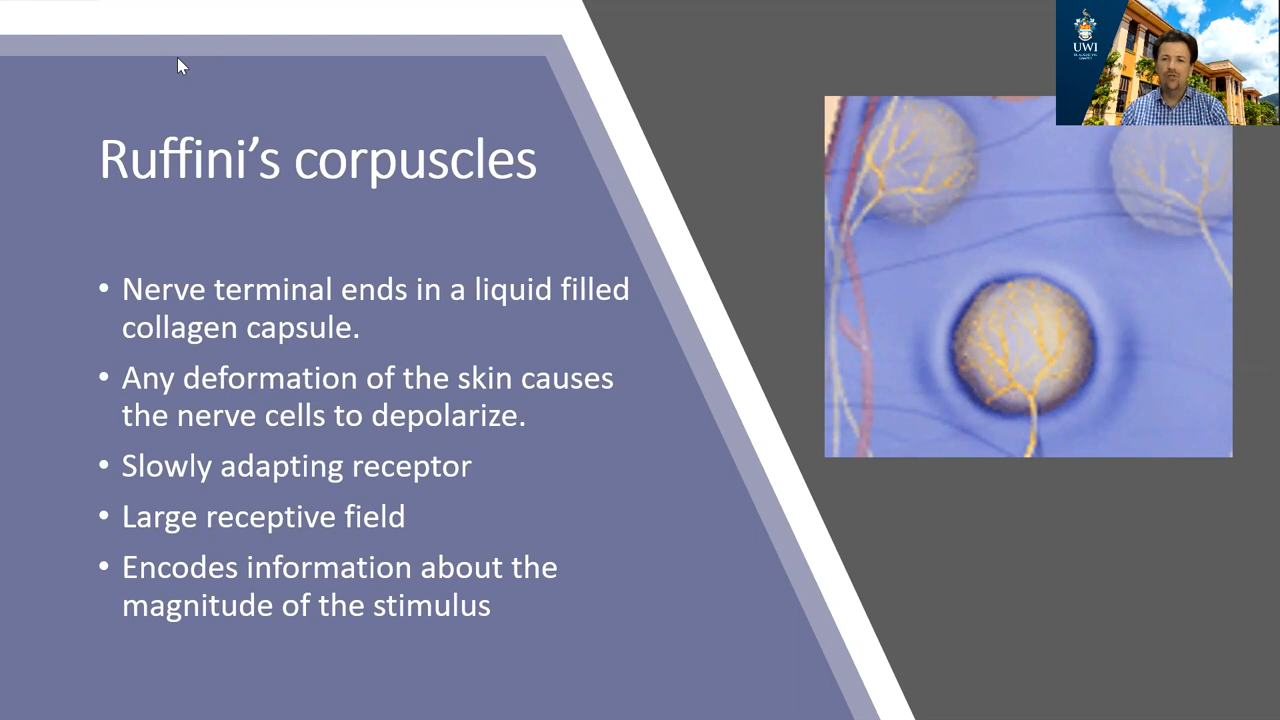 UWI
Ruffini’s corpuscles
• Nerve terminal ends in a liquid filled
collagen capsule.
• Any deformation of the skin causes
the nerve cells to depolarize.
• Slowly adapting receptor
• Large receptive field
• Encodes information about the
magnitude of the stimulus